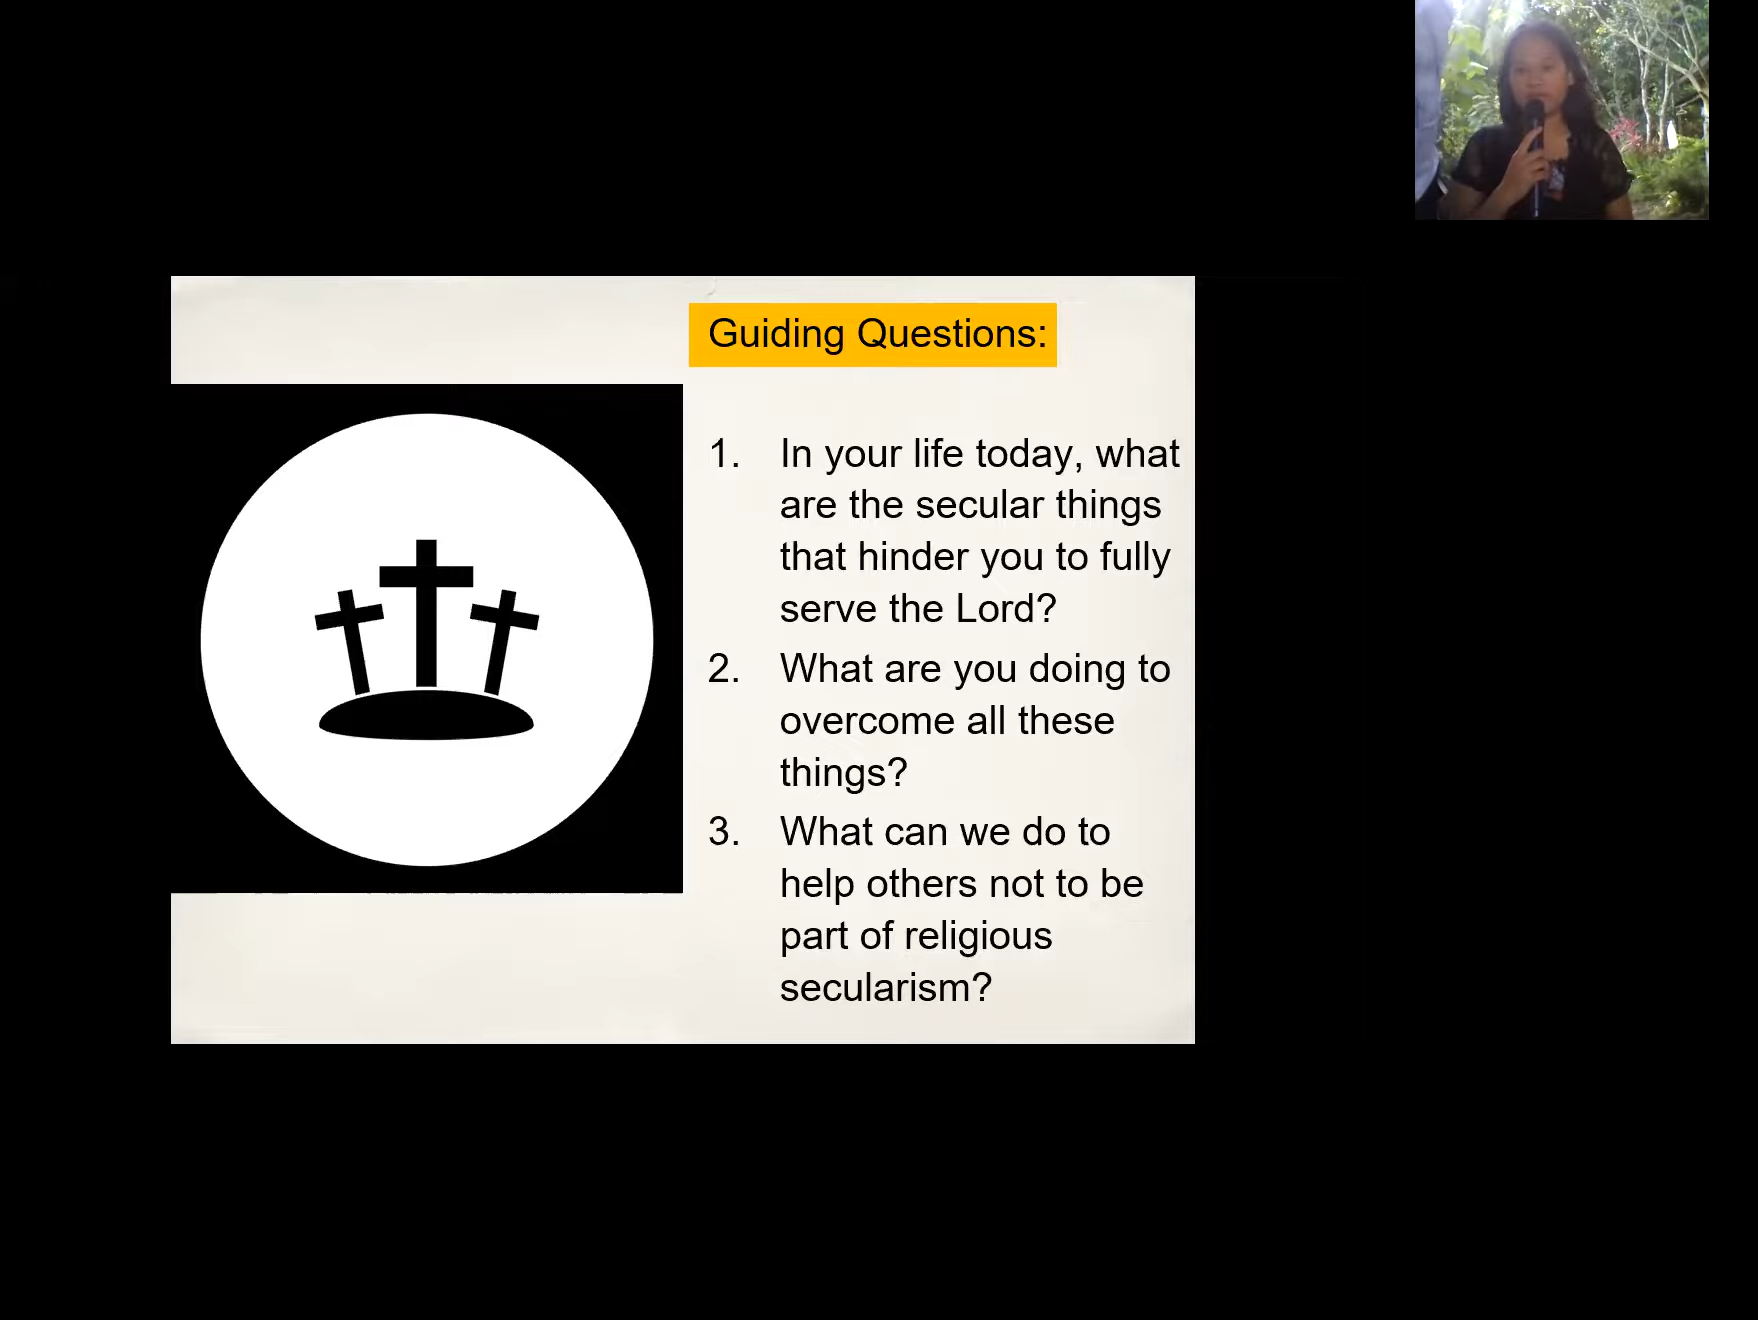 Guiding Questions:
1. In your life today, what
are the secular things
that hinder you to fully
serve the Lord?
2. What are you doing to
overcome all these
things?
3. What can we do to
help others not to be
part of religious
secularism?